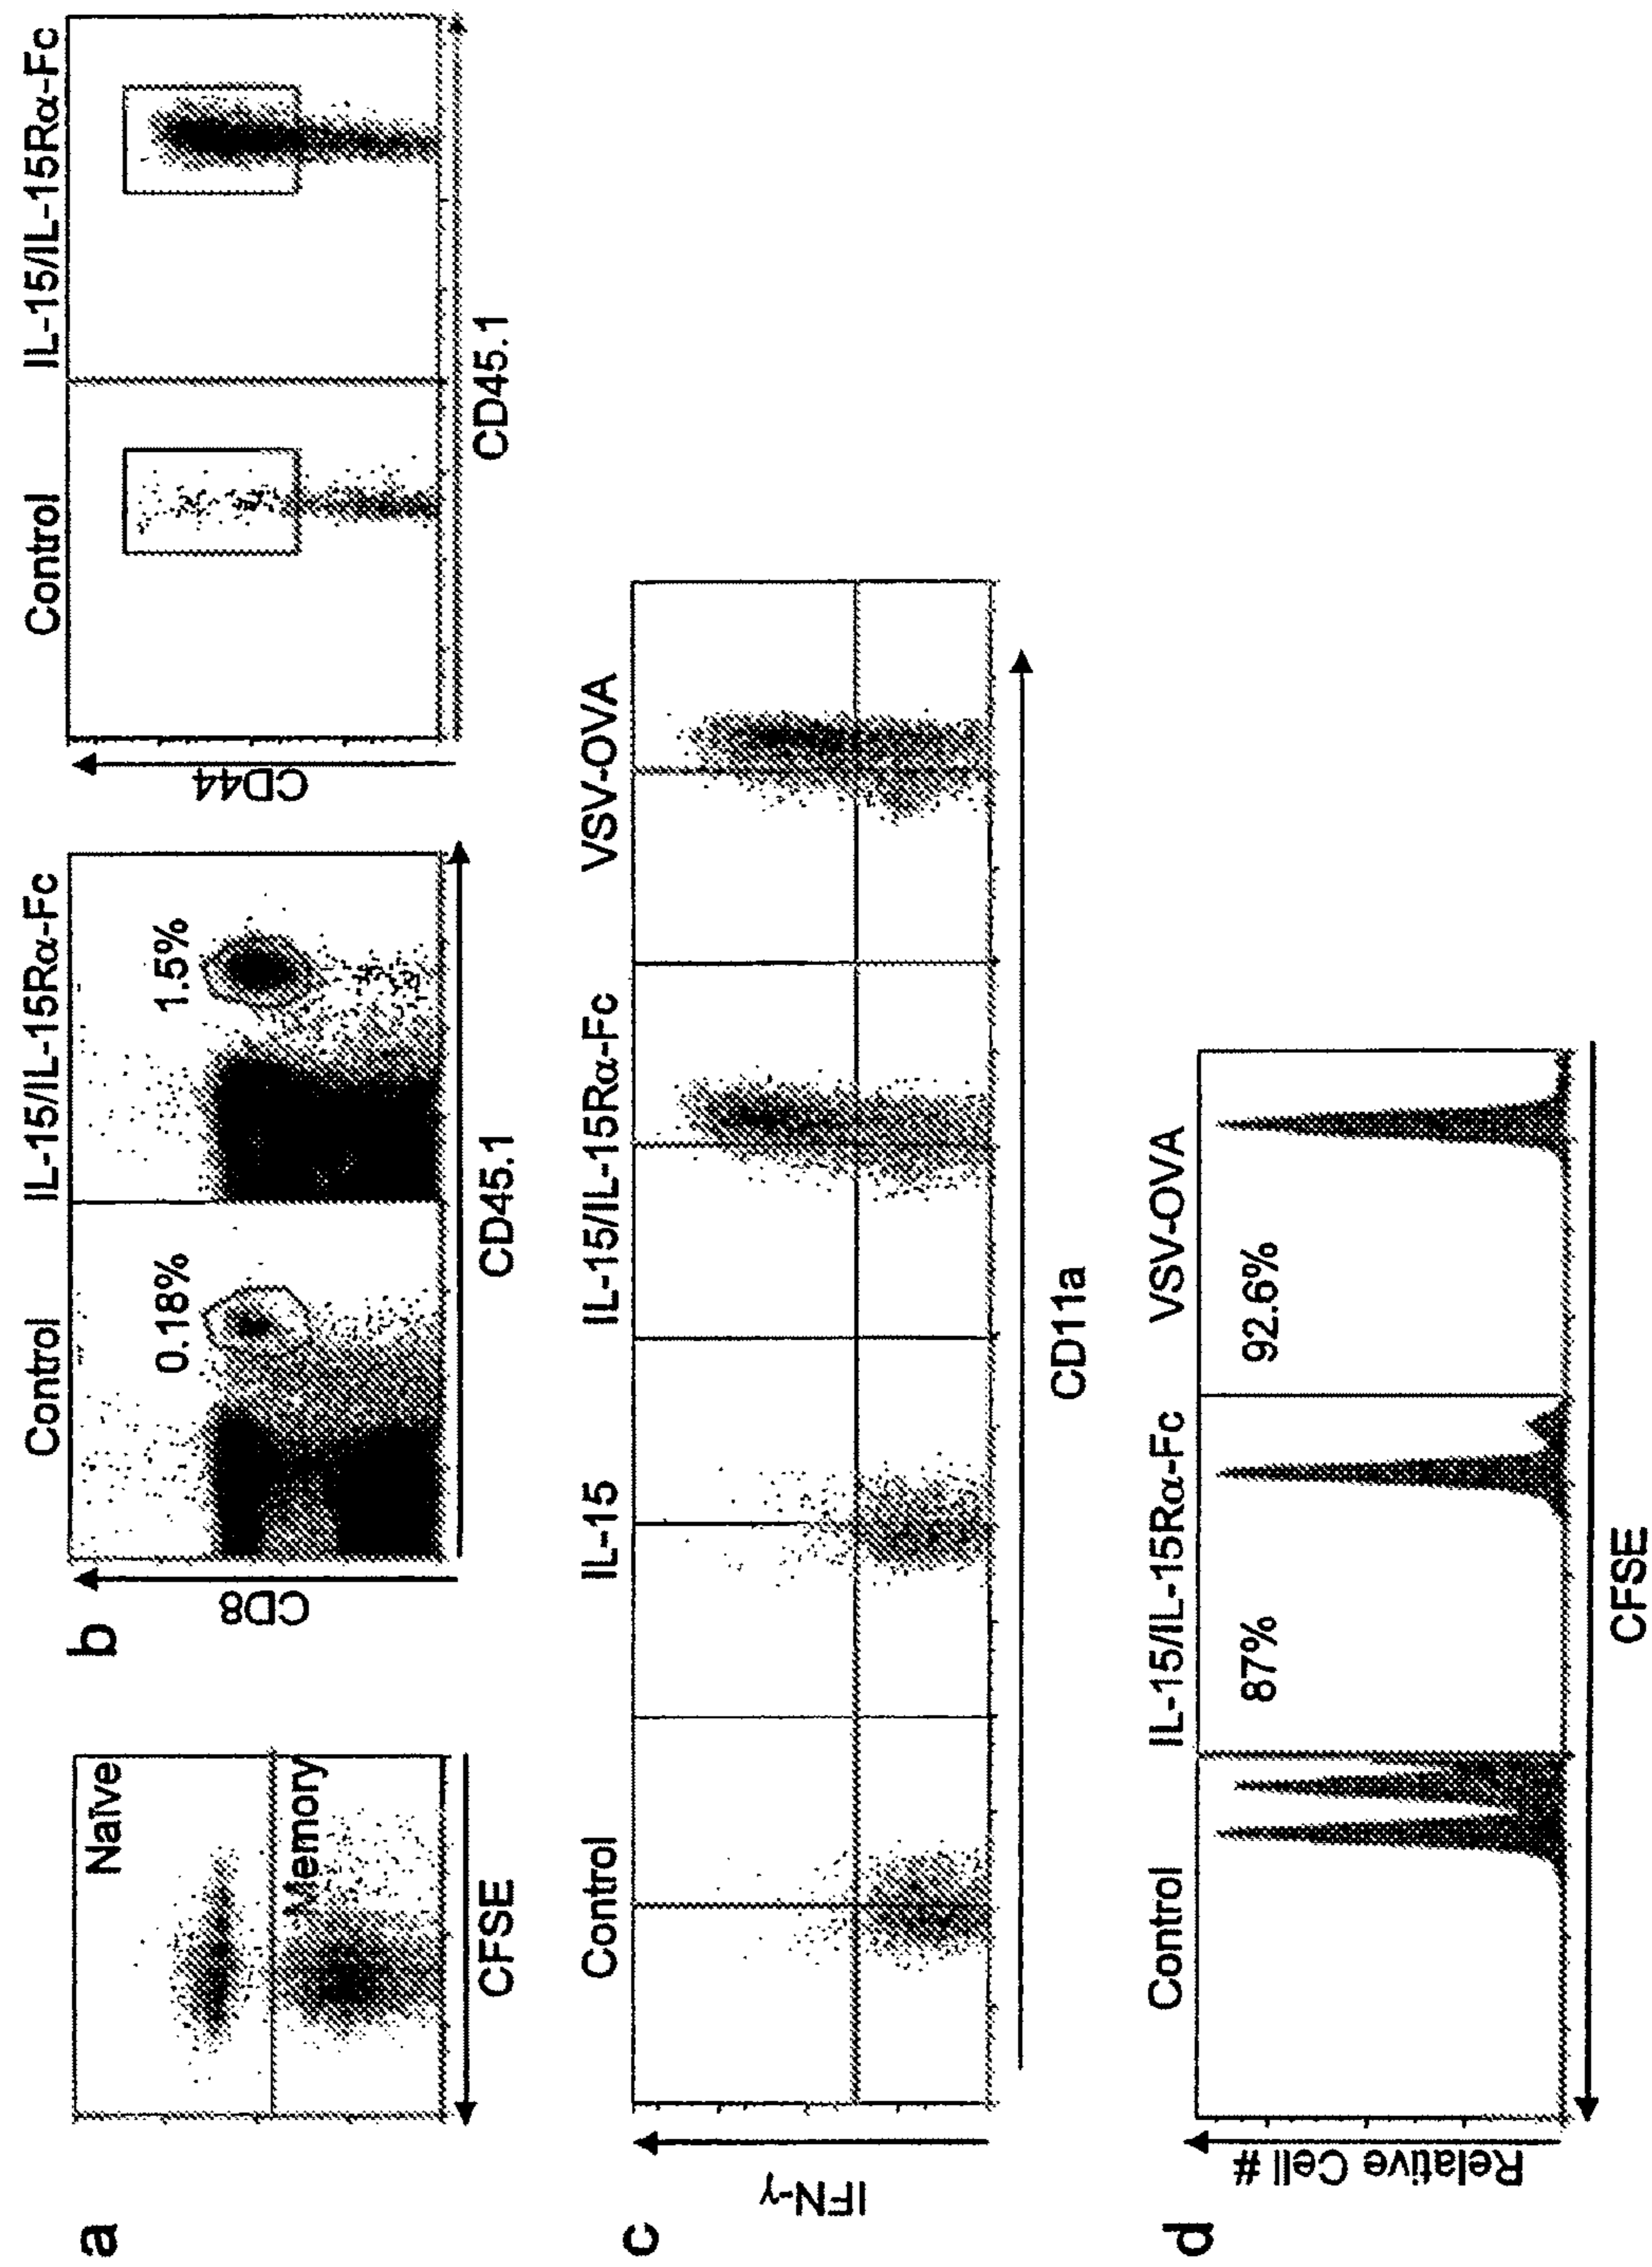 a
Naïve
Memory
CFSE
b
Control
IL-15/IL-15Rα-Fc
0.18%
1.5%
CD8
CD45.1
Control
IL-15/IL-15Rα-Fc
CD44
CD45.1
c
Control
IL-15
IL-15/IL-15Rα-Fc
VSV-OVA
IFN-γ
CD11a
d
Control
IL-15/IL-15Rα-Fc
VSV-OVA
87%
92.6%
Relative Cell #
CFSE